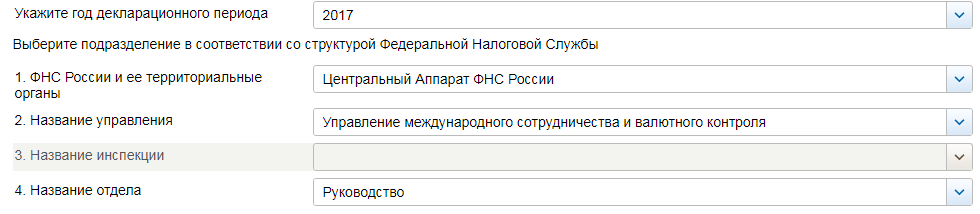 Укажите год декларационного периода
2017
Выберите подразделение в соответствии со структурой Федеральной Налоговой Службы
1. ФНС России и ее территориальные
органы
Центральный Аппарат ФНС России
2. Название управления
Управление международного сотрудничества и валютного контроля
3. Название инспекции
4. Название отдела
Руководство